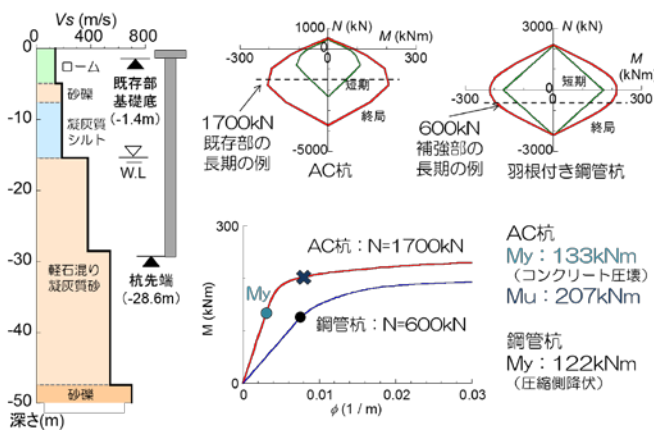 Vs (m/s)
0 400 800
0
-10
-20
-30
-40
-50
深さ(m)
ローム
砂礫
凝灰質
シルト
軽石混り
凝灰質砂
砂礫
既存部
基礎底
(-1.4m)
W.L
杭先端
(-28.6m)
1000
N (kN)
M (kNm)
-300
0
300
短期
終局
-5000
1700kN
既存部の
長期の例
AC杭
3000
N (kN)
M
(kNm)
-300
0
300
短期
終局
-3000
600kN
補強部の
長期の例
羽根付き鋼管杭
300
M (kNm)
0
AC杭：N=1700kN
My
鋼管杭：N=600kN
0 0.01 0.02 0.03
φ(1 / m)
AC杭
My：133kNm
(コンクリート圧壊)
Mu：207kNm
鋼管杭
My：122kNm
(圧縮側降伏)